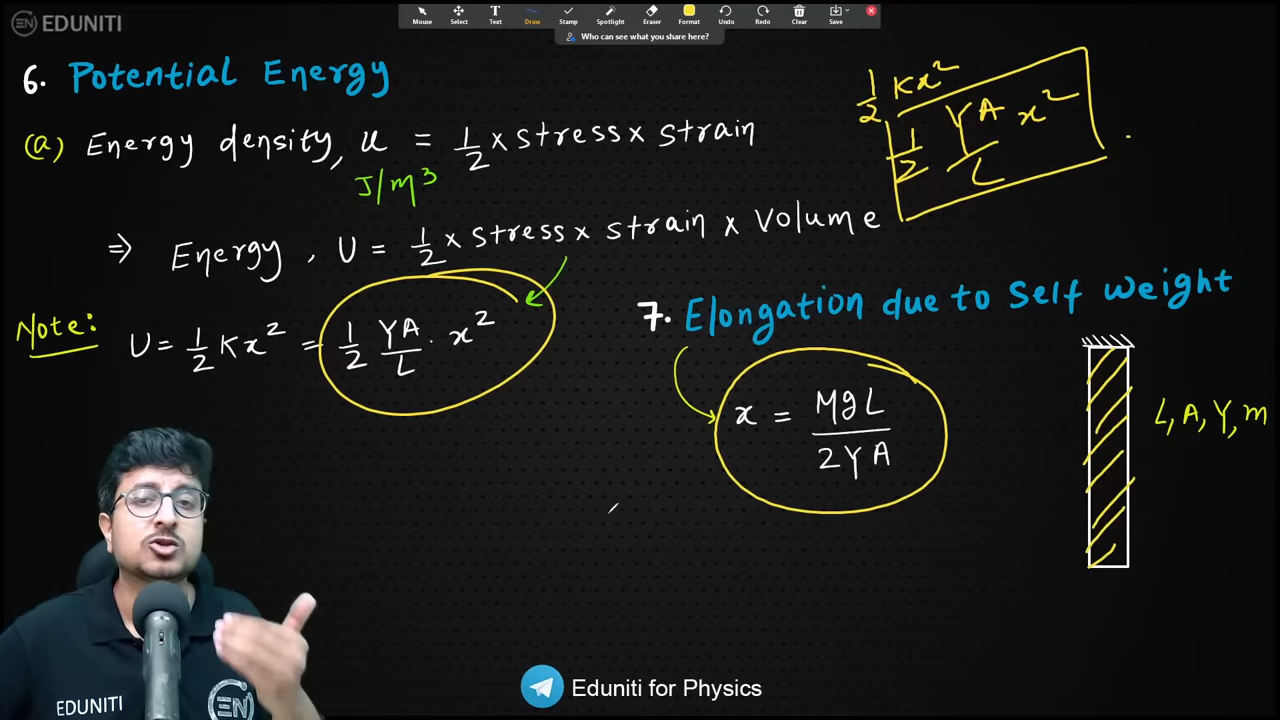 EN EDUNITI
Mouse Select Text Draw Stamp Spotlight Eraser Format Undo Redo Clear Save
Who can see what you share here?
6. Potential Energy
(a) Energy density, u = 1/2 × stress × strain
J/m³
⇒ Energy, U = 1/2 × stress × strain × Volume
Note: U = 1/2 Kx² = 1/2 YA/L · x²
1/2 Kx²
1/2 YA/L x²
7. Elongation due to Self weight
x = MgL/2YA
L, A, Y, m
EDUNITI
EN
Eduniti for Physics